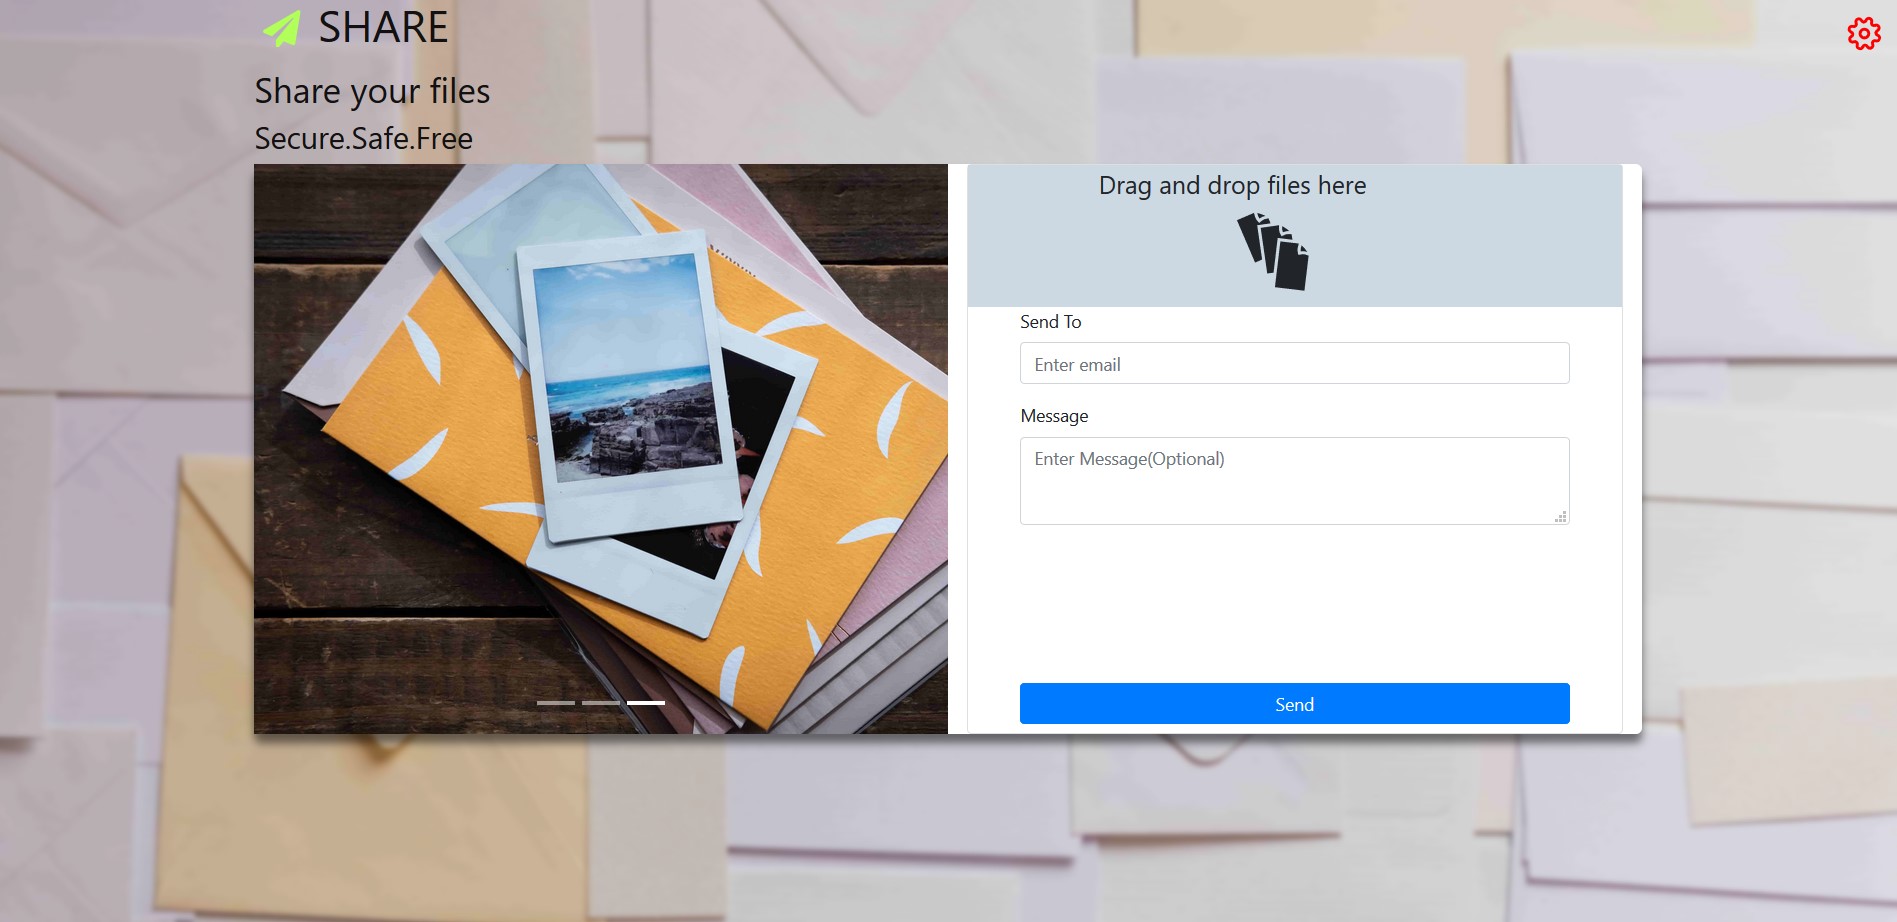 SHARE
Share your files
Secure.Safe.Free
Drag and drop files here
Send To
Enter email
Message
Enter Message(Optional)
Send